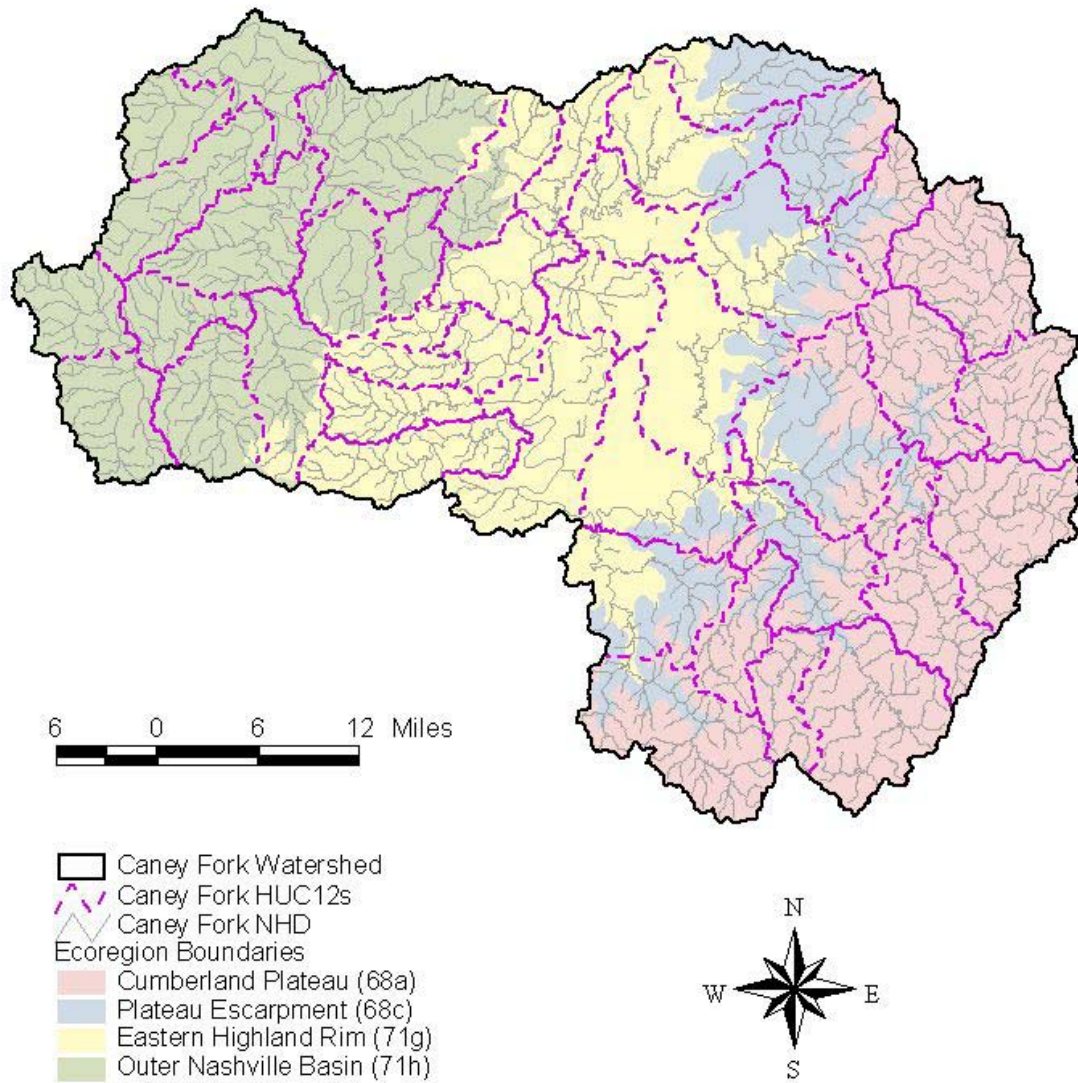 6 0 6 12 Miles
Caney Fork Watershed
Caney Fork HUC12s
Caney Fork NHD
Ecoregion Boundaries
Cumberland Plateau (68a)
Plateau Escarpment (68c)
Eastern Highland Rim (71g)
Outer Nashville Basin (71h)
N
W E
S